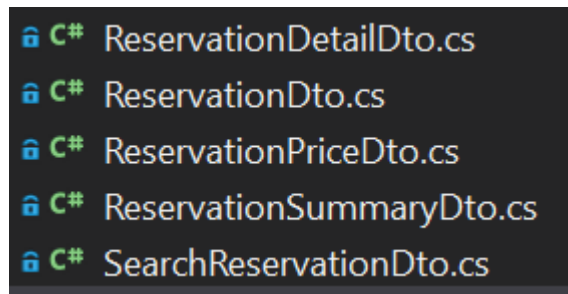 C# ReservationDetailDto.cs
C# ReservationDto.cs
C# ReservationPriceDto.cs
C# ReservationSummaryDto.cs
C# SearchReservationDto.cs